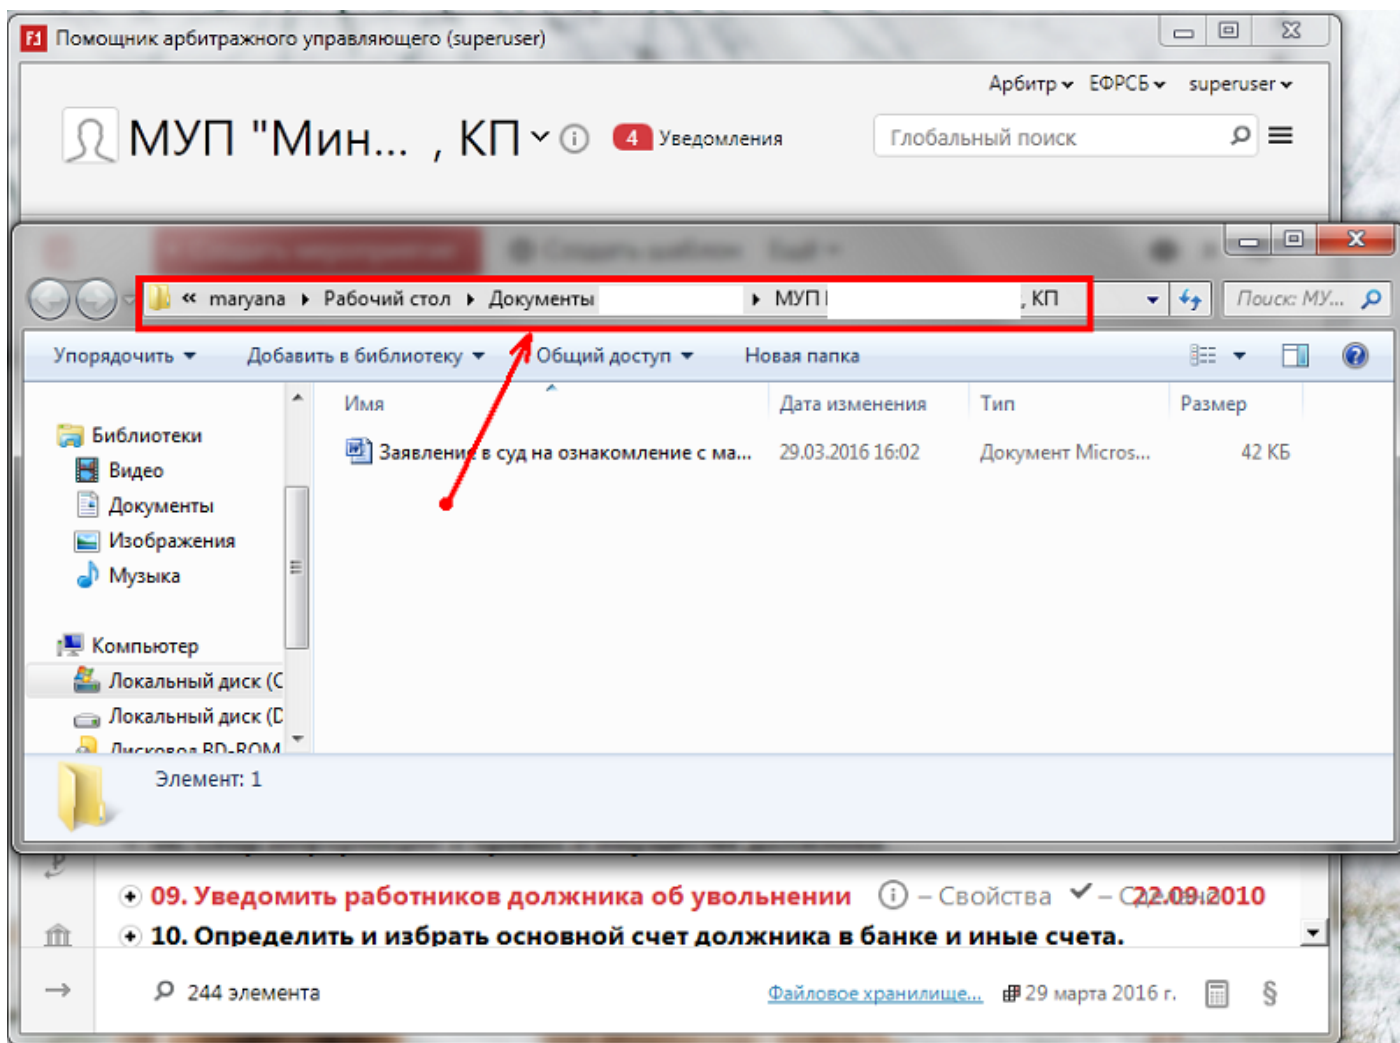 Помощник арбитражного управляющего (superuser)
Арбитр ЕФРСБ superuser
МУП "Мин... , КП 4 Уведомления Глобальный поиск
« maryana Рабочий стол Документы МУП , КП Поиск: МУ...
Упорядочить Добавить в библиотеку Общий доступ Новая папка
Имя Дата изменения Тип Размер
Заявление в суд на ознакомление с ма... 29.03.2016 16:02 Документ Micros... 42 КБ
Библиотеки
Видео
Документы
Изображения
Музыка
Компьютер
Локальный диск (C
Локальный диск (D
Дисковод BD-ROM
Элемент: 1
09. Уведомить работников должника об увольнении – Свойства – Сделано 22.09.2010
10. Определить и избрать основной счет должника в банке и иные счета.
244 элемента Файловое хранилище... 29 марта 2016 г. §